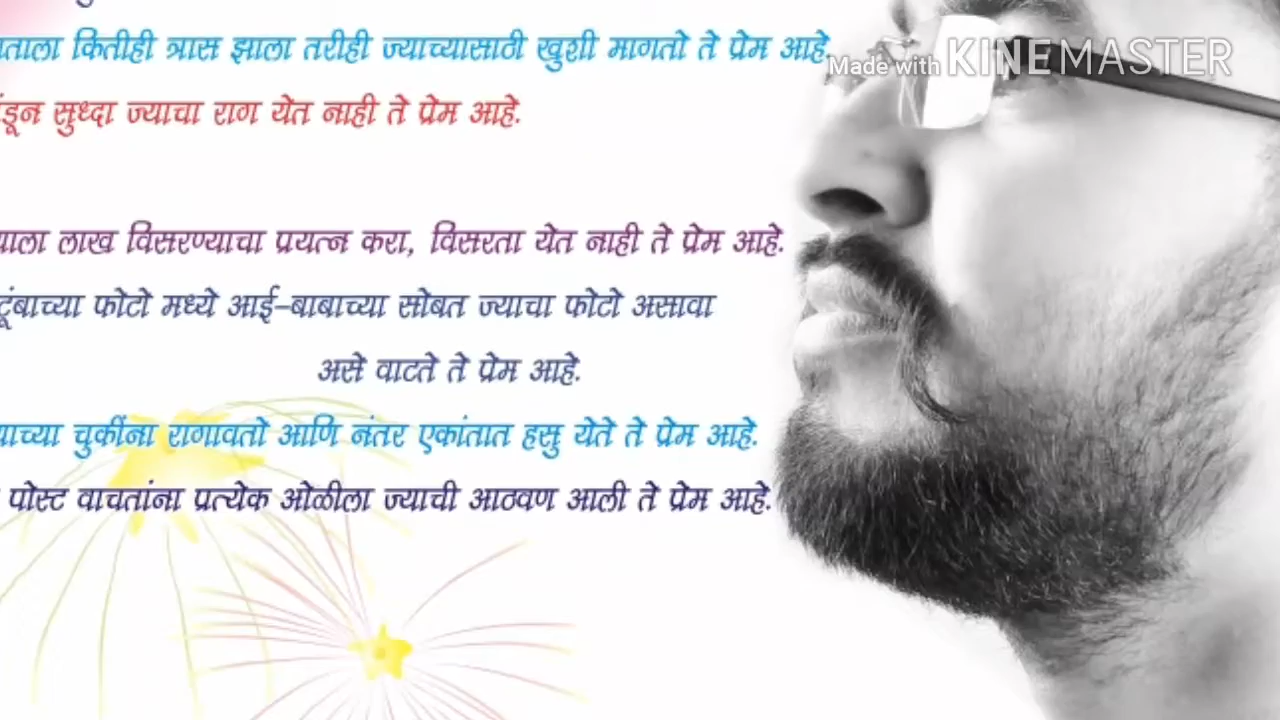 कितीही त्रास झाला तरीही ज्याच्यासाठी खुशी मागतो ते प्रेम आहे.
Made with KINEMASTER
सुध्दा ज्याचा राग येत नाही ते प्रेम आहे.
लाख विसरण्याचा प्रयत्न करा, विसरता येत नाही ते प्रेम आहे.
फोटो मध्ये आई-बाबाच्या सोबत ज्याचा फोटो असावा
असे वाटते ते प्रेम आहे.
चुकींना रागावतो आणि नंतर एकांतात हसु येते ते प्रेम आहे.
पोस्ट वाचतांना प्रत्येक ओळीला ज्याची आठवण आली ते प्रेम आहे.